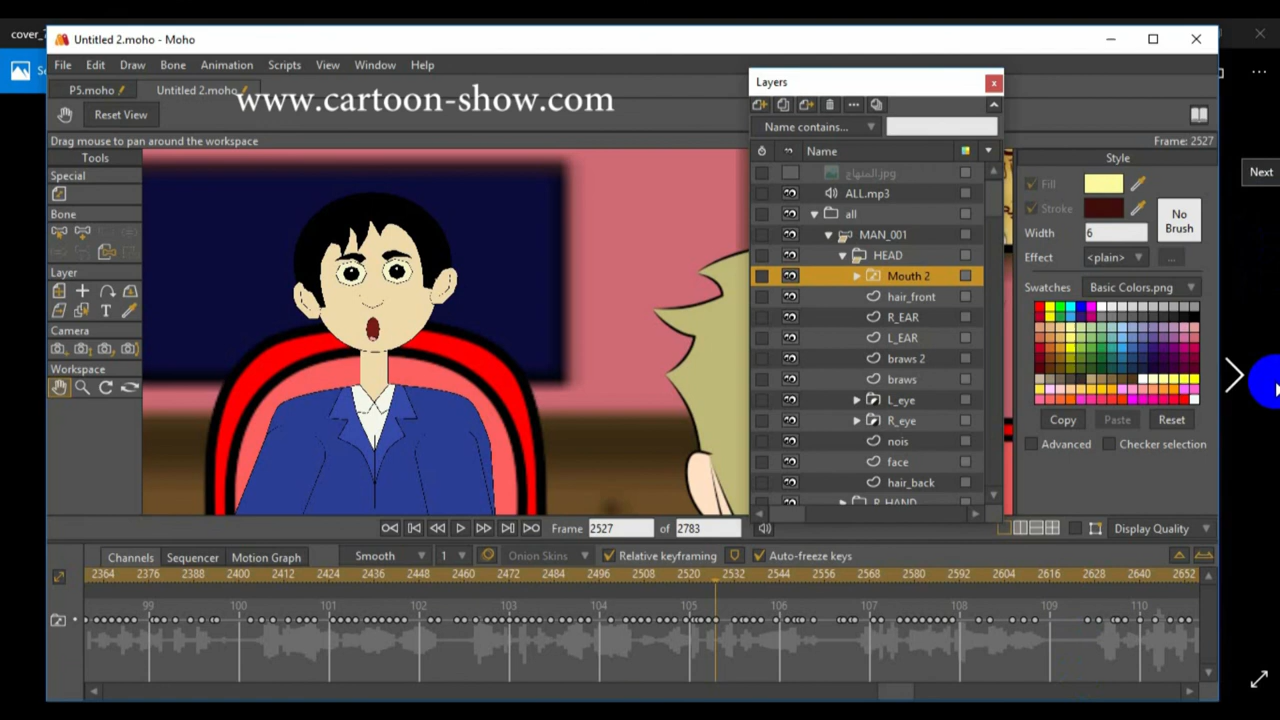 cover_
Untitled 2.moho - Moho
File Edit Draw Bone Animation Scripts View Window Help
P5.moho Untitled 2.moho
www.cartoon-show.com
Reset View
Drag mouse to pan around the workspace
Frame: 2527
Tools
Special
Bone
Layer
Camera
Workspace
Layers
Name contains...
Name
المنهاج.jpg
ALL.mp3
all
MAN_001
HEAD
Mouth 2
hair_front
R_EAR
L_EAR
braws 2
braws
L_eye
R_eye
nois
face
hair_back
R_HAND
Style
Fill
Stroke
No Brush
Width 6
Effect <plain> ...
Swatches Basic Colors.png
Copy Paste Reset
Advanced Checker selection
Next
Frame 2527 of 2783
Display Quality
Channels Sequencer Motion Graph Smooth 1 Onion Skins Relative keyframing Auto-freeze keys
2364 2376 2388 2400 2412 2424 2436 2448 2460 2472 2484 2496 2508 2520 2532 2544 2556 2568 2580 2592 2604 2616 2628 2640 2652
99 100 101 102 103 104 105 106 107 108 109 110